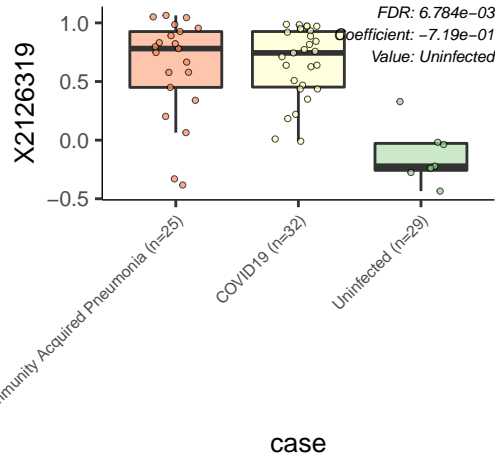 FDR: 6.784e−03
Coefficient: −7.19e−01
Value: Uninfected
X2126319
1.0
0.5
0.0
−0.5
Acquired Pneumonia (n=25)
COVID19 (n=32)
Uninfected (n=29)
case